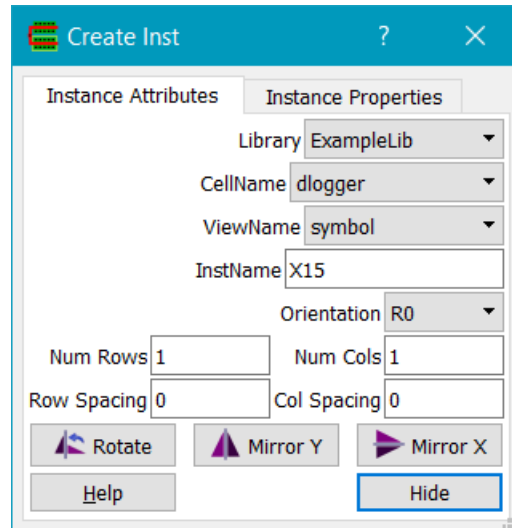 Create Inst ?
Instance Attributes Instance Properties
Library ExampleLib
CellName dlogger
ViewName symbol
InstName X15
Orientation R0
Num Rows 1 Num Cols 1
Row Spacing 0 Col Spacing 0
Rotate Mirror Y Mirror X
Help Hide